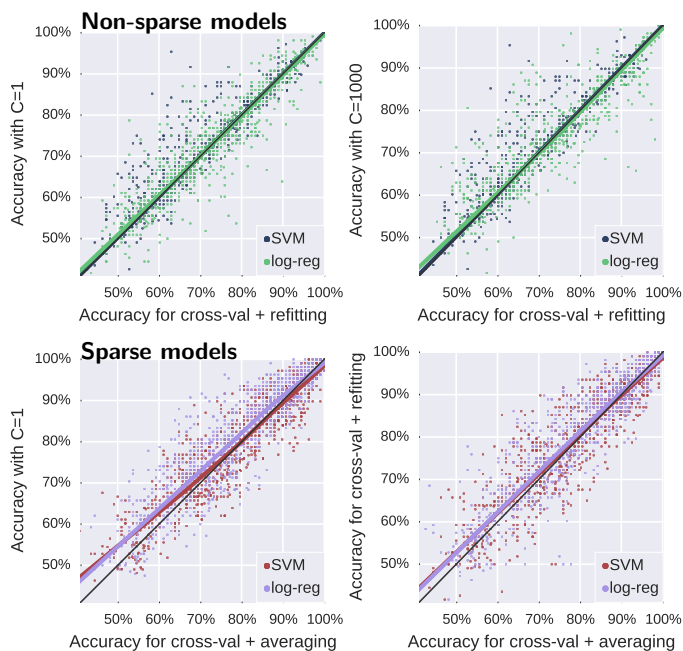 Non-sparse models
100%
90%
80%
70%
60%
50%
Accuracy with C=1
SVM
log-reg
50% 60% 70% 80% 90% 100%
Accuracy for cross-val + refitting
100%
90%
80%
70%
60%
50%
Accuracy with C=1000
SVM
log-reg
50% 60% 70% 80% 90% 100%
Accuracy for cross-val + refitting
Sparse models
100%
90%
80%
70%
60%
50%
Accuracy with C=1
SVM
log-reg
50% 60% 70% 80% 90% 100%
Accuracy for cross-val + averaging
100%
90%
80%
70%
60%
50%
Accuracy for cross-val + refitting
SVM
log-reg
50% 60% 70% 80% 90% 100%
Accuracy for cross-val + averaging